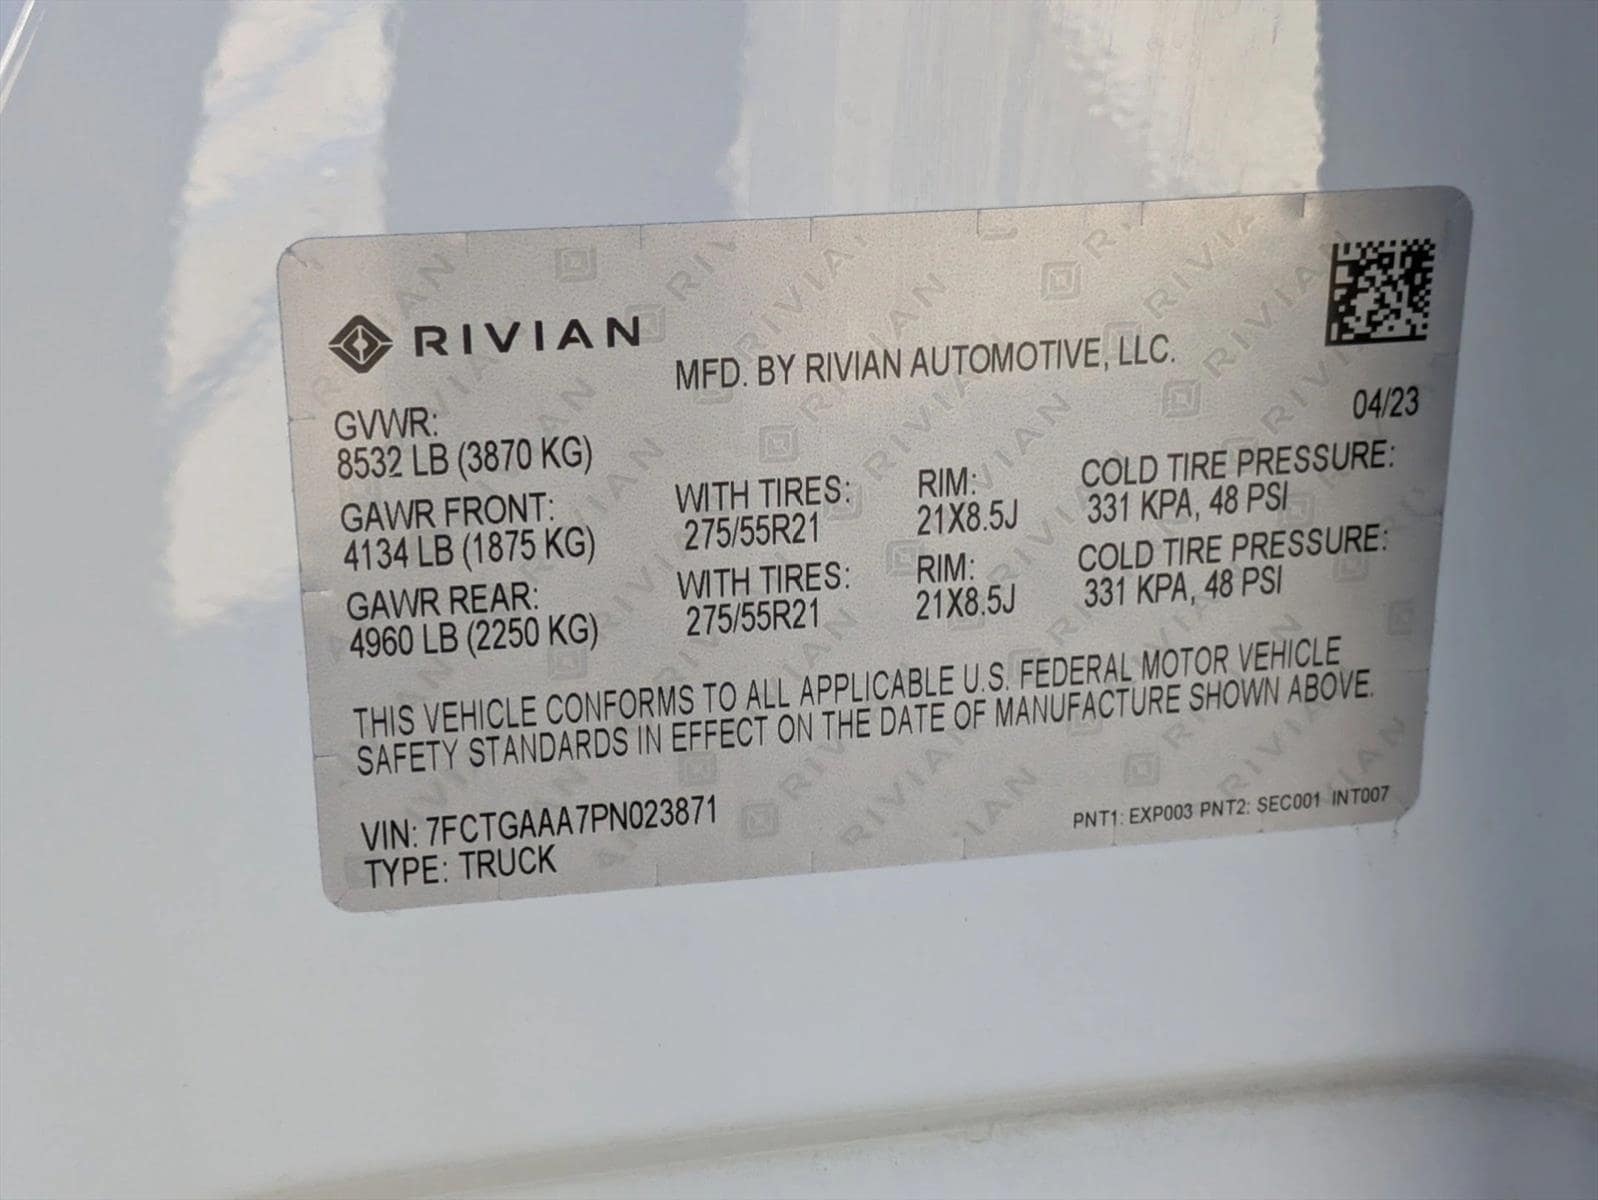 RIVIAN
MFD. BY RIVIAN AUTOMOTIVE, LLC.
04/23
GVWR:
8532 LB (3870 KG)
GAWR FRONT: WITH TIRES: RIM: COLD TIRE PRESSURE:
4134 LB (1875 KG) 275/55R21 21X8.5J 331 KPA, 48 PSI
GAWR REAR: WITH TIRES: RIM: COLD TIRE PRESSURE:
4960 LB (2250 KG) 275/55R21 21X8.5J 331 KPA, 48 PSI
THIS VEHICLE CONFORMS TO ALL APPLICABLE U.S. FEDERAL MOTOR VEHICLE
SAFETY STANDARDS IN EFFECT ON THE DATE OF MANUFACTURE SHOWN ABOVE.
VIN: 7FCTGAAA7PN023871
TYPE: TRUCK
PNT1: EXP003 PNT2: SEC001 INT007